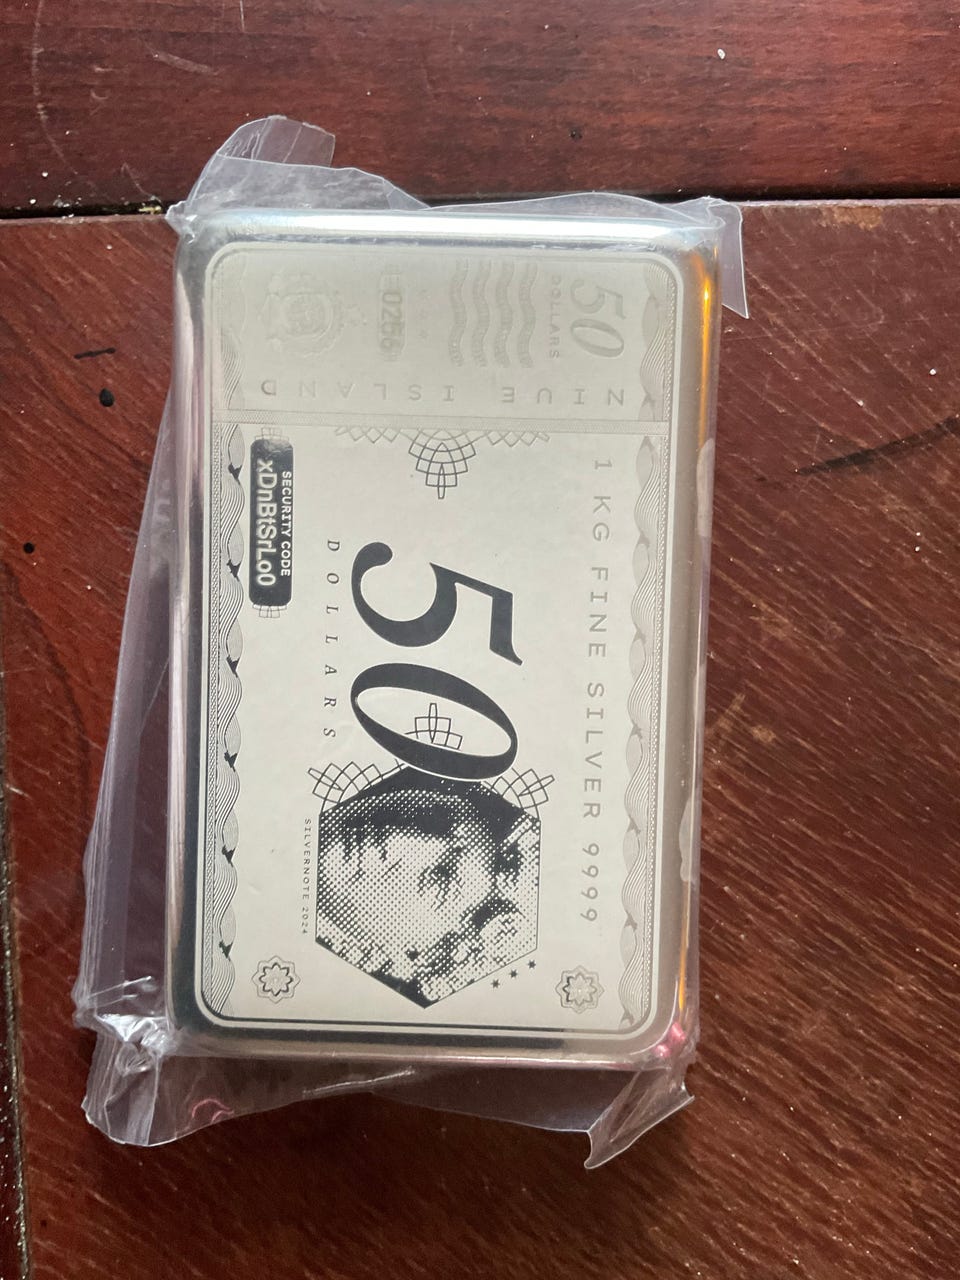 1 KG FINE SILVER 9999
50
DOLLARS
SECURITY CODE
xDnBtSrLo0
SILVERNOTE 2024
NIUE ISLAND
50
DOLLARS
0256